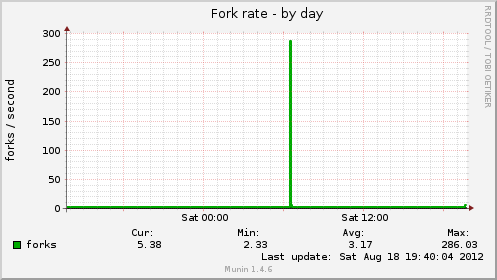 Fork rate - by day
RRDTOOL / TOBI OETIKER
forks / second
300
250
200
150
100
50
0
Sat 00:00 Sat 12:00
Cur: Min: Avg: Max:
forks 5.38 2.33 3.17 286.03
Last update: Sat Aug 18 19:40:04 2012
Munin 1.4.6